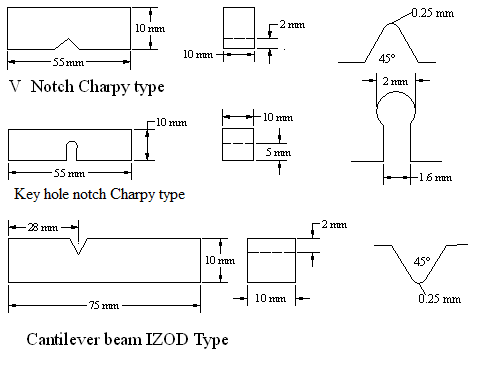 10 mm
2 mm
10 mm
55 mm
0.25 mm
45°
V Notch Charpy type
2 mm
10 mm
10 mm
5 mm
55 mm
1.6 mm
Key hole notch Charpy type
28 mm
2 mm
10 mm
45°
10 mm
0.25 mm
75 mm
Cantilever beam IZOD Type